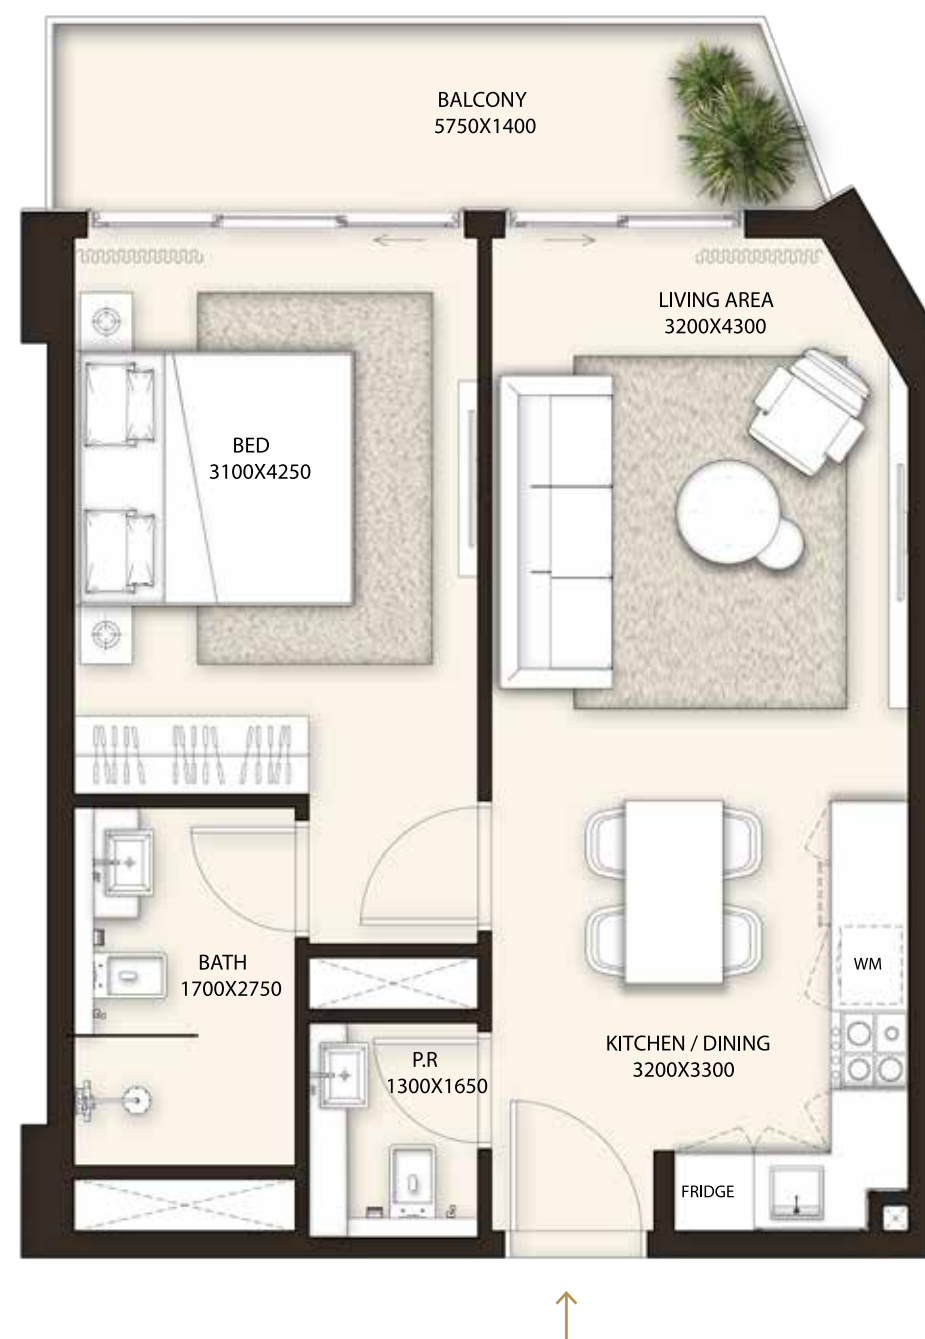 BALCONY
5750X1400
LIVING AREA
3200X4300
BED
3100X4250
BATH
1700X2750
WM
KITCHEN / DINING
3200X3300
P.R
1300X1650
FRIDGE